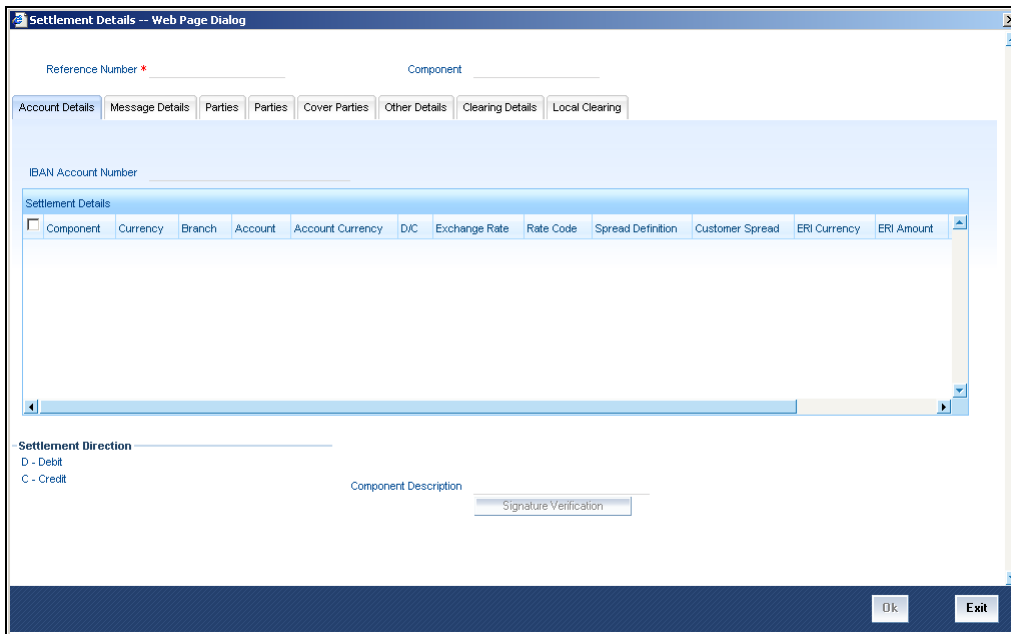 Settlement Details -- Web Page Dialog
Reference Number * Component
Account Details Message Details Parties Parties Cover Parties Other Details Clearing Details Local Clearing
IBAN Account Number
Settlement Details
Component Currency Branch Account Account Currency D/C Exchange Rate Rate Code Spread Definition Customer Spread ERI Currency ERI Amount
Settlement Direction
D - Debit
C - Credit
Component Description
Signature Verification
Ok Exit